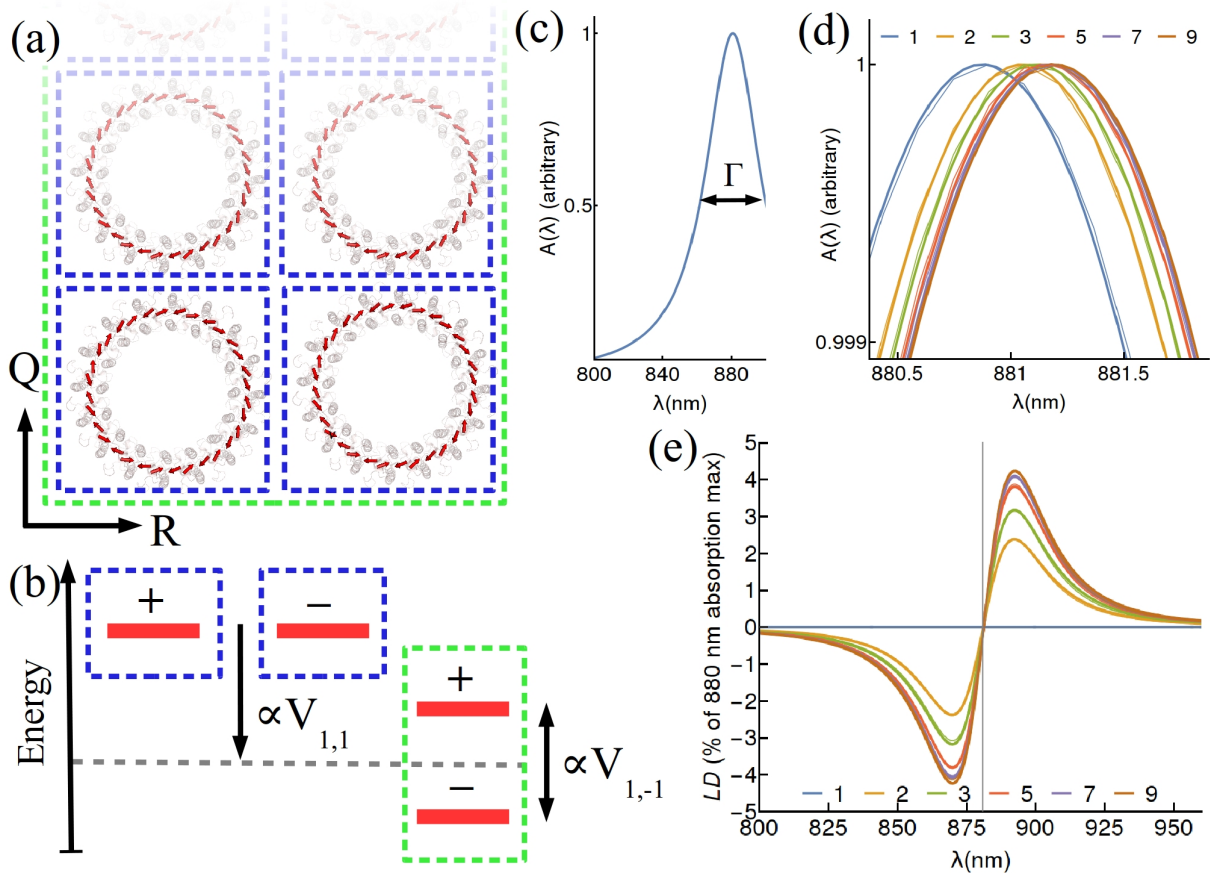 (a)
Q
R
(b)
Energy
+
−
∝V1,1
+
−
∝V1,-1
(c)
1
0.5
A(λ) (arbitrary)
Γ
800 840 880
λ(nm)
(d)
1 2 3 5 7 9
1
0.999
A(λ) (arbitrary)
880.5 881 881.5
λ(nm)
(e)
5
4
3
2
1
0
−1
−2
−3
−4
−5
LD (% of 880 nm absorption max)
1 2 3 5 7 9
800 825 850 875 900 925 950
λ(nm)